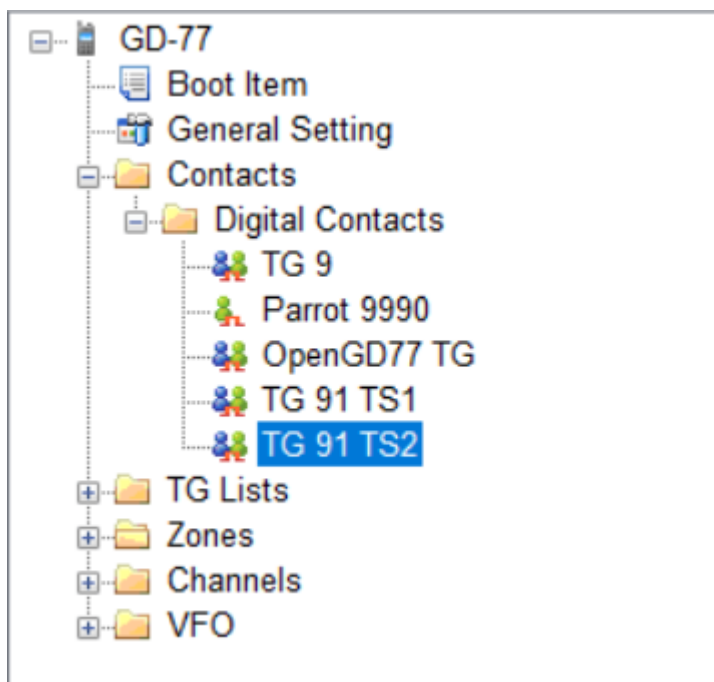 GD-77
Boot Item
General Setting
Contacts
Digital Contacts
TG 9
Parrot 9990
OpenGD77 TG
TG 91 TS1
TG 91 TS2
TG Lists
Zones
Channels
VFO